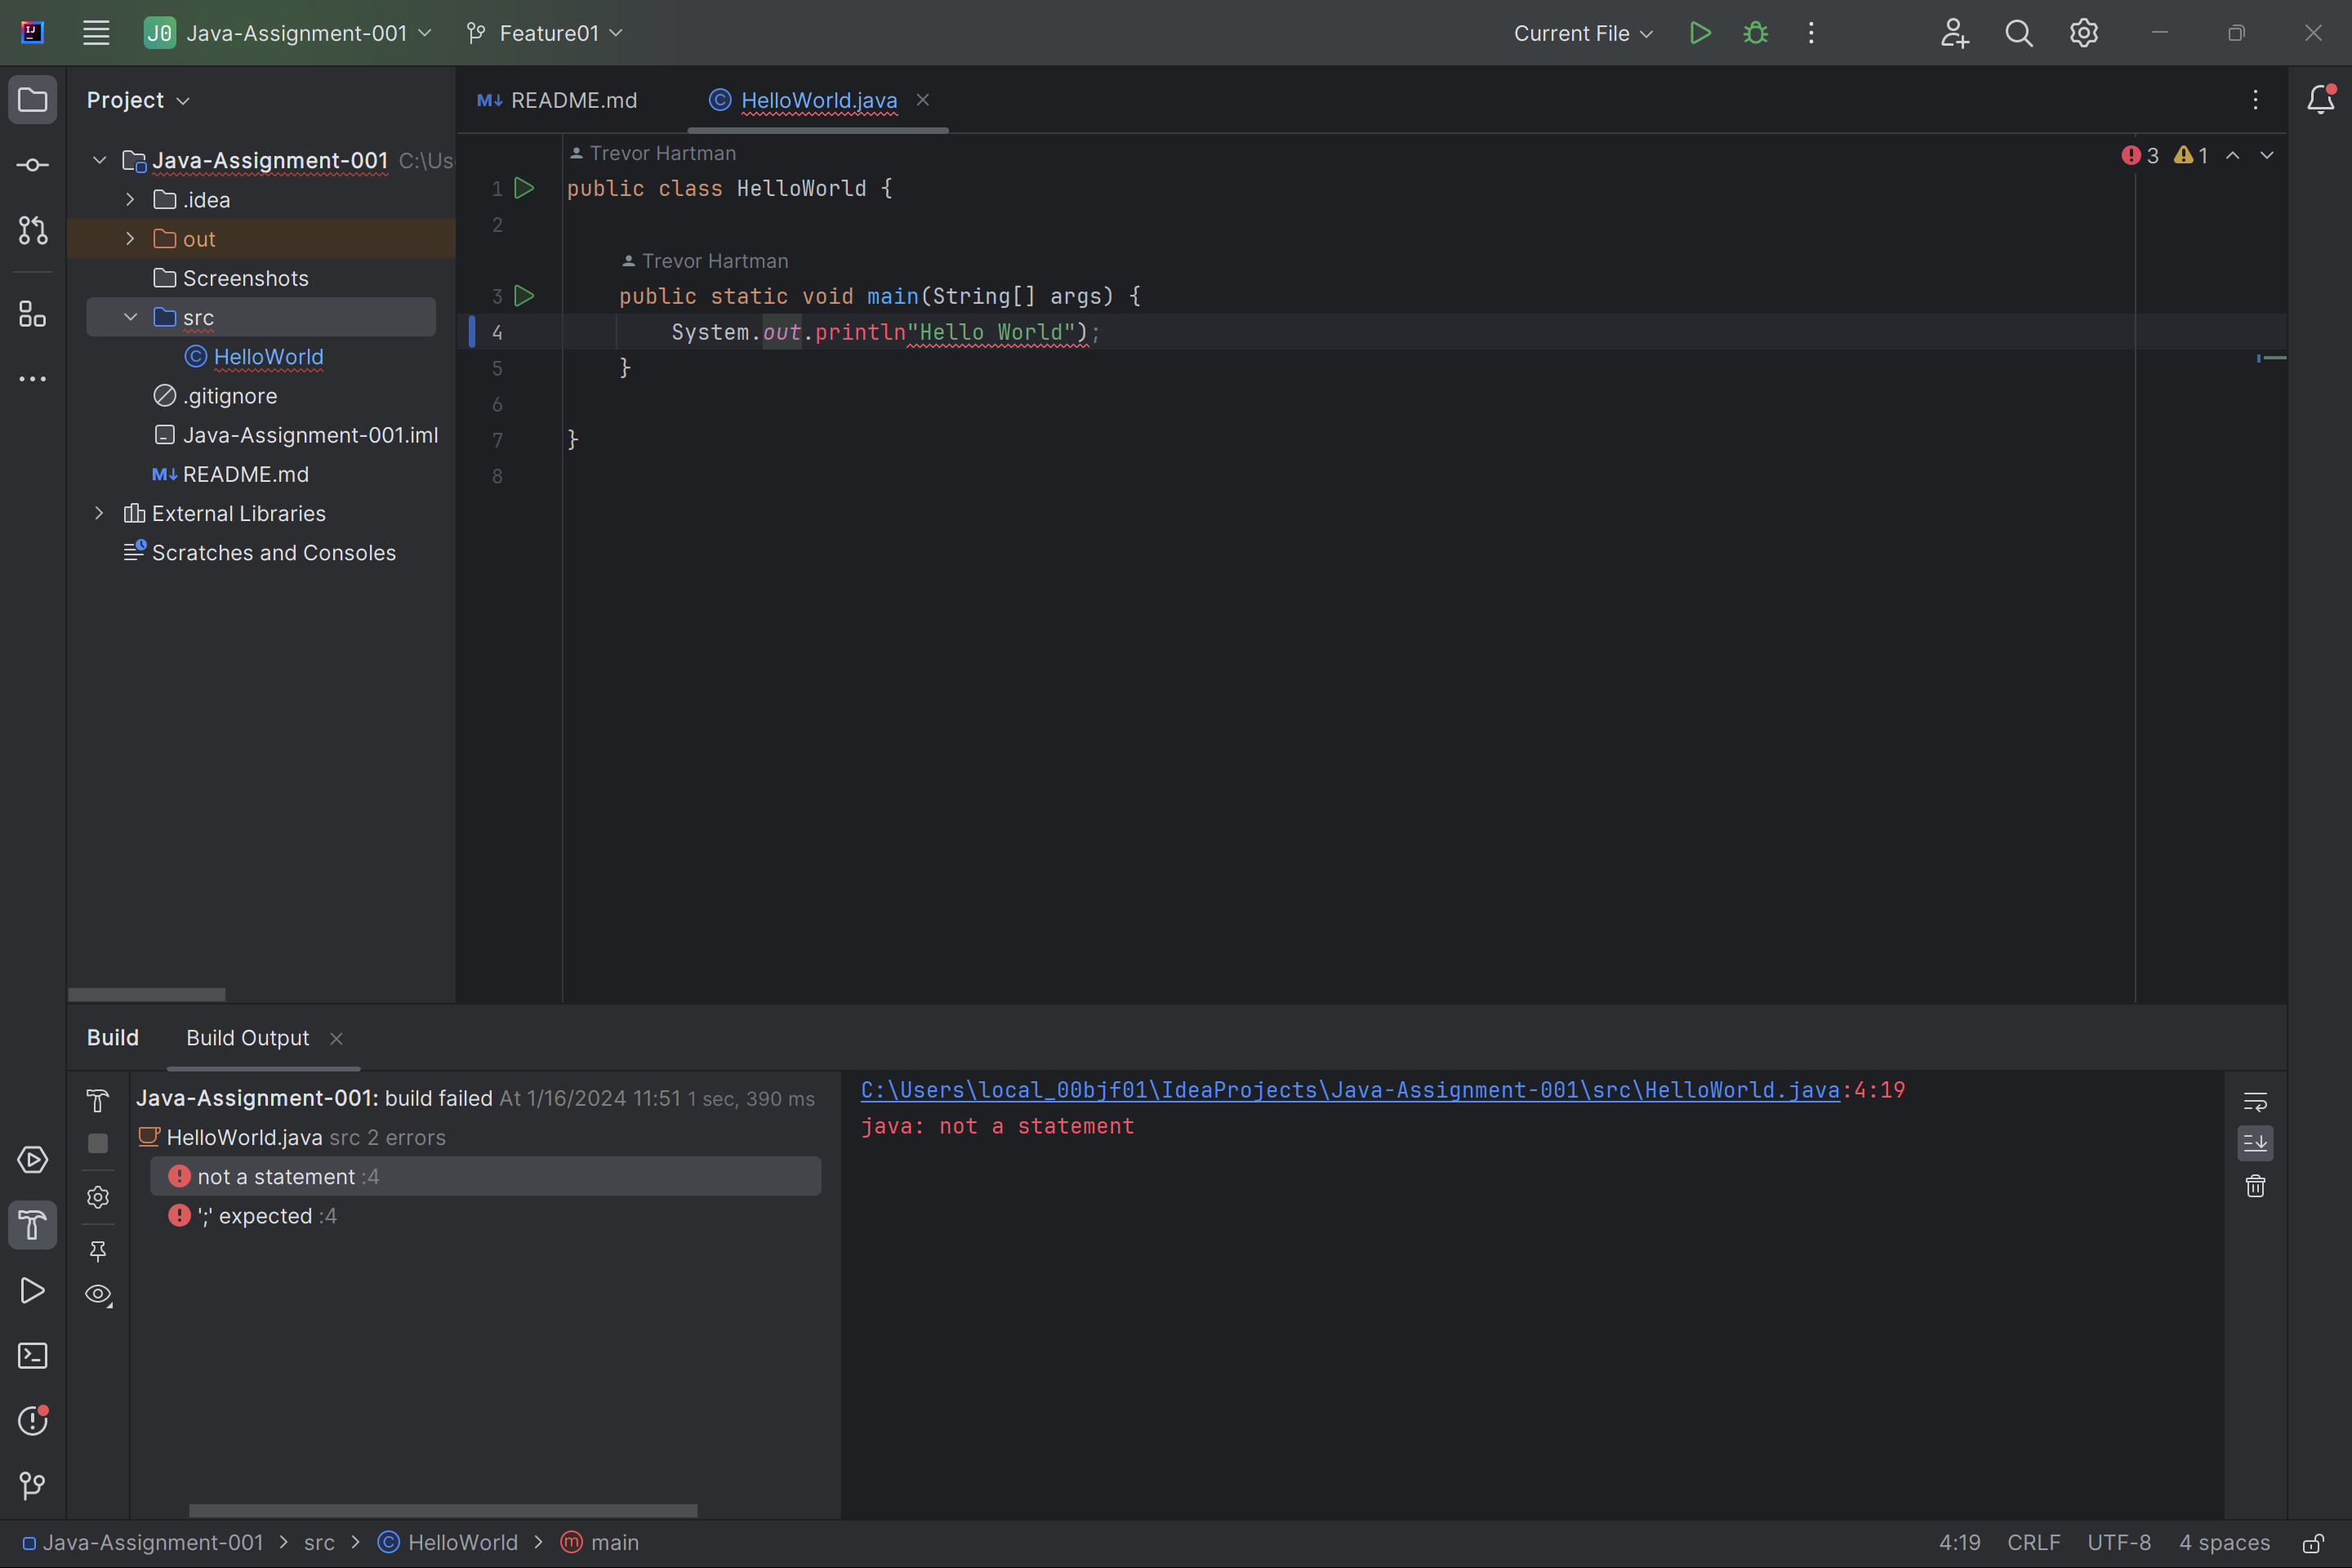 J0 Java-Assignment-001 Feature01 Current File
Project
Java-Assignment-001 C:\Us
.idea
out
Screenshots
src
HelloWorld
.gitignore
Java-Assignment-001.iml
M↓ README.md
External Libraries
Scratches and Consoles
M↓ README.md HelloWorld.java
3 1
Trevor Hartman
1 public class HelloWorld {
2
Trevor Hartman
3 public static void main(String[] args) {
4 System.out.println"Hello World");
5 }
6
7 }
8
Build Build Output
Java-Assignment-001: build failed At 1/16/2024 11:51 1 sec, 390 ms
HelloWorld.java src 2 errors
not a statement :4
';' expected :4
C:\Users\local_00bjf01\IdeaProjects\Java-Assignment-001\src\HelloWorld.java:4:19
java: not a statement
Java-Assignment-001 > src > HelloWorld > main 4:19 CRLF UTF-8 4 spaces